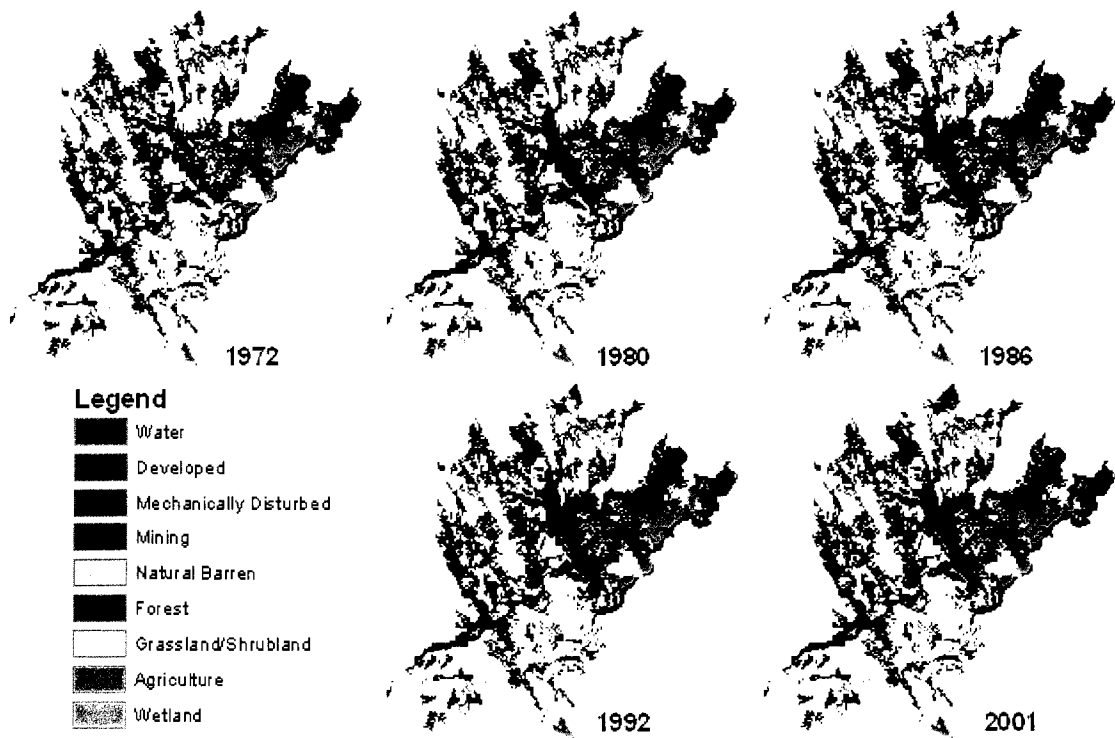 1972
1980
1986
Legend
Water
Developed
Mechanically Disturbed
Mining
Natural Barren
Forest
Grassland/Shrubland
Agriculture
Wetland
1992
2001